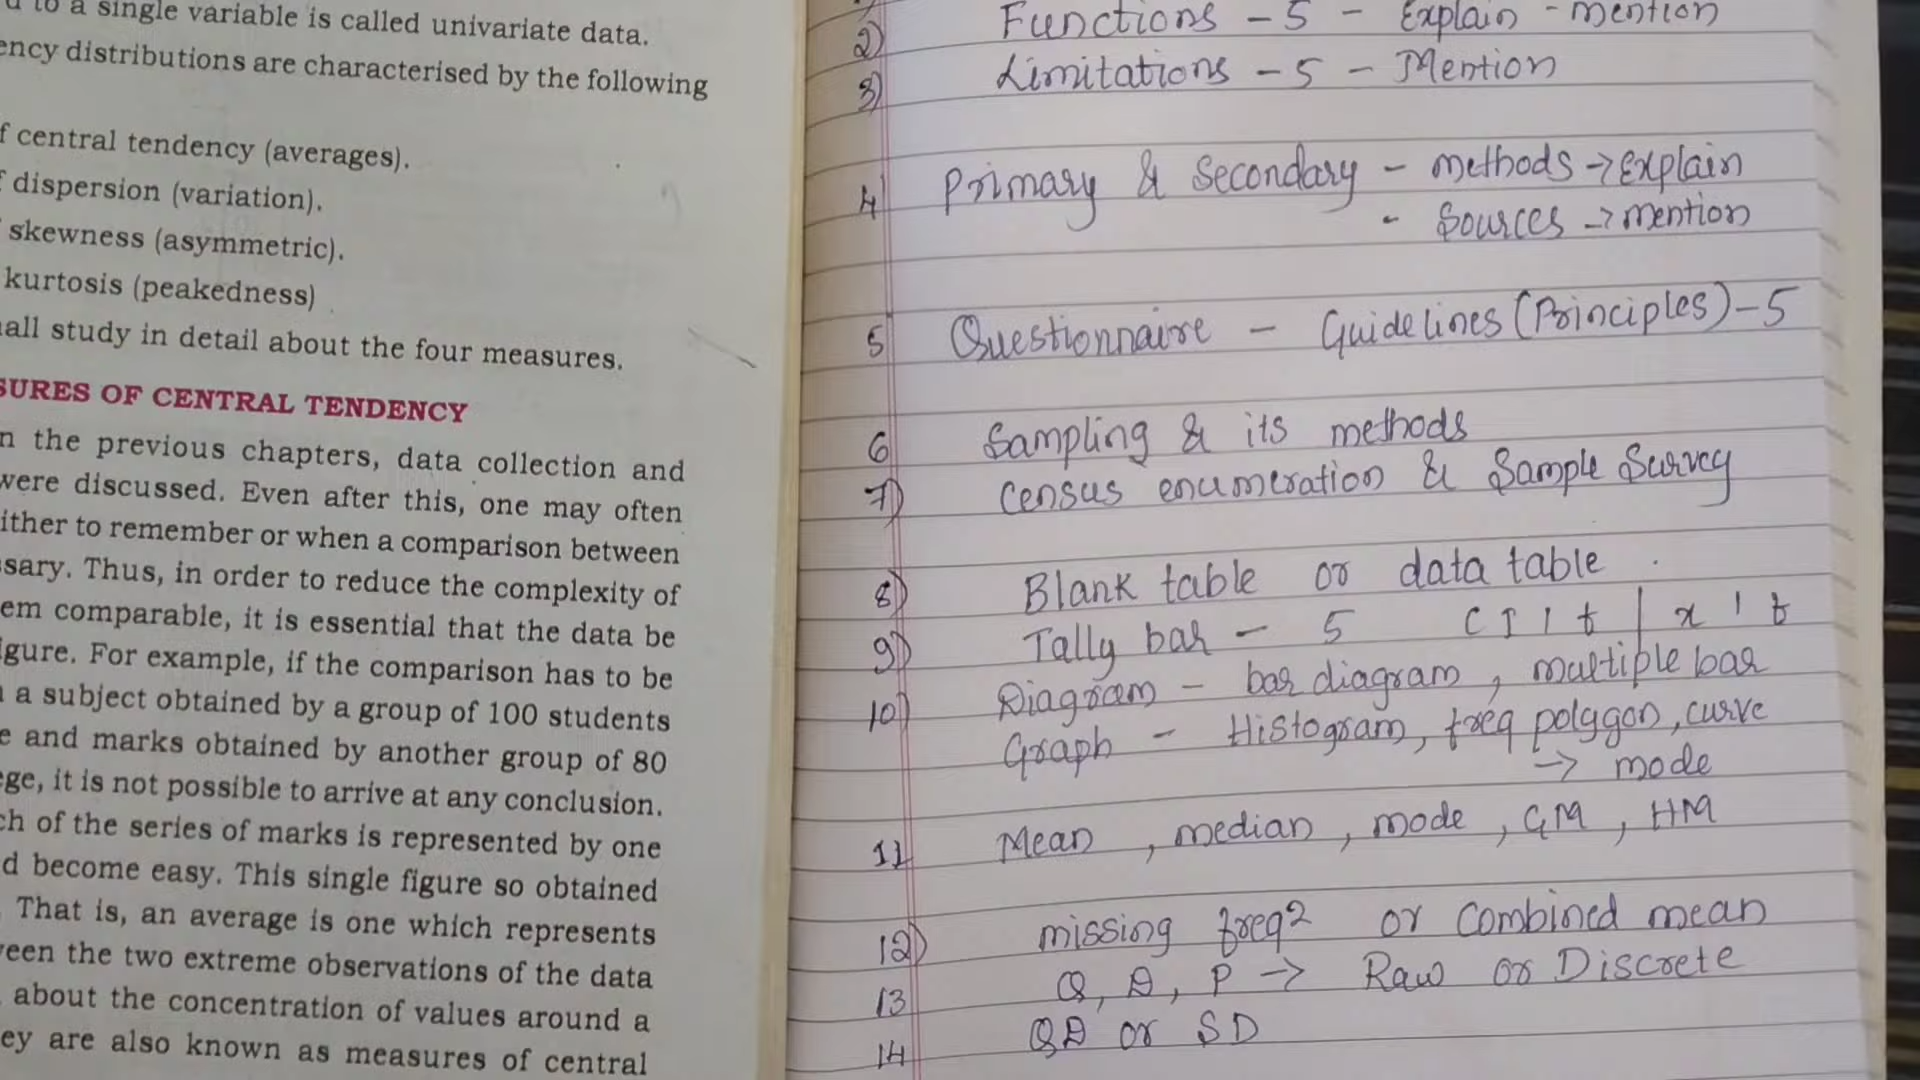 to a single variable is called univariate data.
ency distributions are characterised by the following
f central tendency (averages).
f dispersion (variation).
skewness (asymmetric).
kurtosis (peakedness)
all study in detail about the four measures.
SURES OF CENTRAL TENDENCY
n the previous chapters, data collection and
were discussed. Even after this, one may often
ither to remember or when a comparison between
sary. Thus, in order to reduce the complexity of
em comparable, it is essential that the data be
gure. For example, if the comparison has to be
a subject obtained by a group of 100 students
e and marks obtained by another group of 80
ge, it is not possible to arrive at any conclusion.
ch of the series of marks is represented by one
d become easy. This single figure so obtained
That is, an average is one which represents
ween the two extreme observations of the data
about the concentration of values around a
ey are also known as measures of central
2) Functions - 5 - Explain - mention
3) Limitations - 5 - Mention
4 Primary & Secondary - methods → Explain
- Sources → mention
5 Questionnaire - Guidelines (Principles) - 5
6 Sampling & its methods
7) Census enumeration & Sample Survey
8) Blank table or data table
9) Tally bar - 5 CI | f | x | f
10) Diagram - bar diagram, multiple bar
Graph - Histogram, freq polygon, curve
→ mode
11 Mean, median, mode, GM, HM
12) missing freq² or Combined mean
13 Q, D, P → Raw or Discrete
14 QD or SD